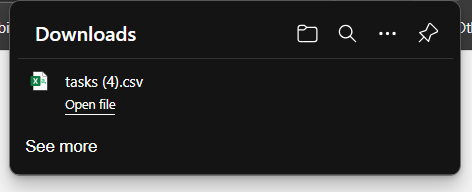 Downloads
tasks (4).csv
Open file
See more